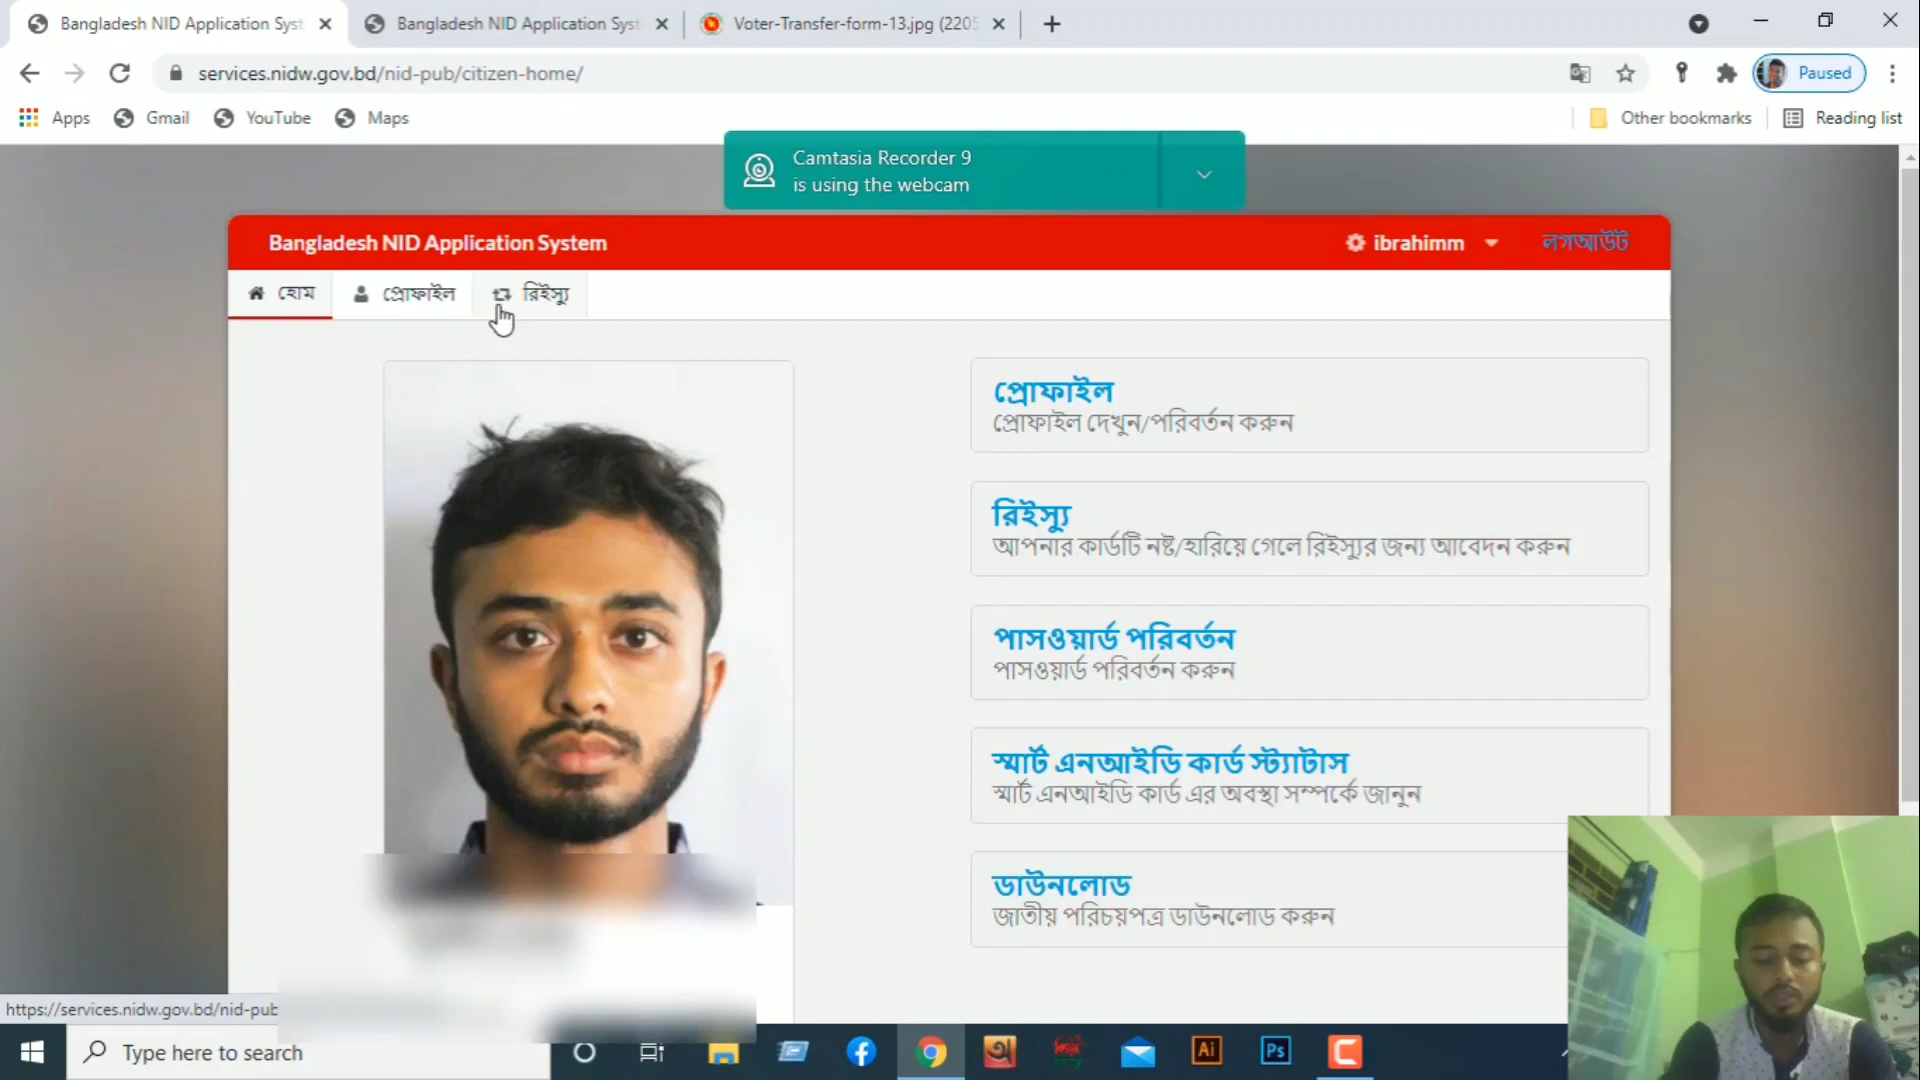 Bangladesh NID Application Syst
Bangladesh NID Application Syst
Voter-Transfer-form-13.jpg (2205
services.nidw.gov.bd/nid-pub/citizen-home/
Paused
Apps
Gmail
YouTube
Maps
Other bookmarks
Reading list
Camtasia Recorder 9
is using the webcam
Bangladesh NID Application System
ibrahimm
লগআউট
হোম
প্রোফাইল
রিইস্যু
প্রোফাইল
প্রোফাইল দেখুন/পরিবর্তন করুন
রিইস্যু
আপনার কার্ডটি নষ্ট/হারিয়ে গেলে রিইস্যুর জন্য আবেদন করুন
পাসওয়ার্ড পরিবর্তন
পাসওয়ার্ড পরিবর্তন করুন
স্মার্ট এনআইডি কার্ড স্ট্যাটাস
স্মার্ট এনআইডি কার্ড এর অবস্থা সম্পর্কে জানুন
ডাউনলোড
জাতীয় পরিচয়পত্র ডাউনলোড করুন
https://services.nidw.gov.bd/nid-pub
Type here to search
অ
Ai
Ps